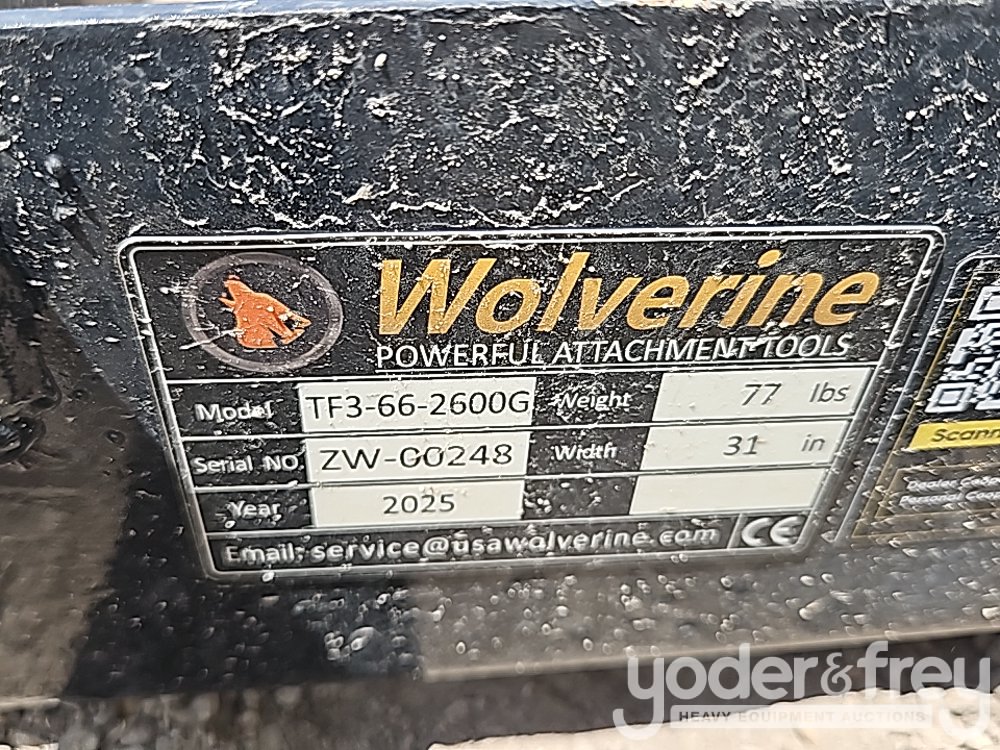 Wolverine
POWERFUL ATTACHMENT TOOLS
Model TF3-66-2600G Weight 77 lbs
Serial NO ZW-00248 Width 31 in
Year 2025
Email: service@usawolverine.com CE
Scann
yoder&frey
HEAVY EQUIPMENT AUCTIONS